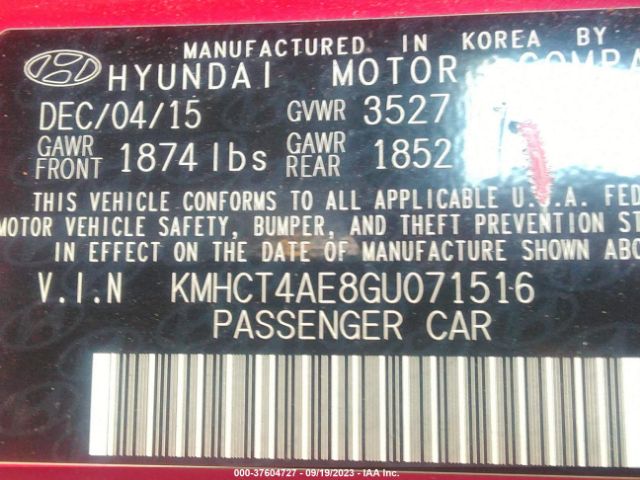 MANUFACTURED IN KOREA BY
HYUNDAI MOTOR COMPA
DEC/04/15 GVWR 3527
GAWR FRONT 1874 lbs GAWR REAR 1852
THIS VEHICLE CONFORMS TO ALL APPLICABLE U.S.A. FED
MOTOR VEHICLE SAFETY, BUMPER, AND THEFT PREVENTION ST
IN EFFECT ON THE DATE OF MANUFACTURE SHOWN ABO
V.I.N KMHCT4AE8GU071516
PASSENGER CAR
000-37604727 - 09/19/2023 - IAA Inc.